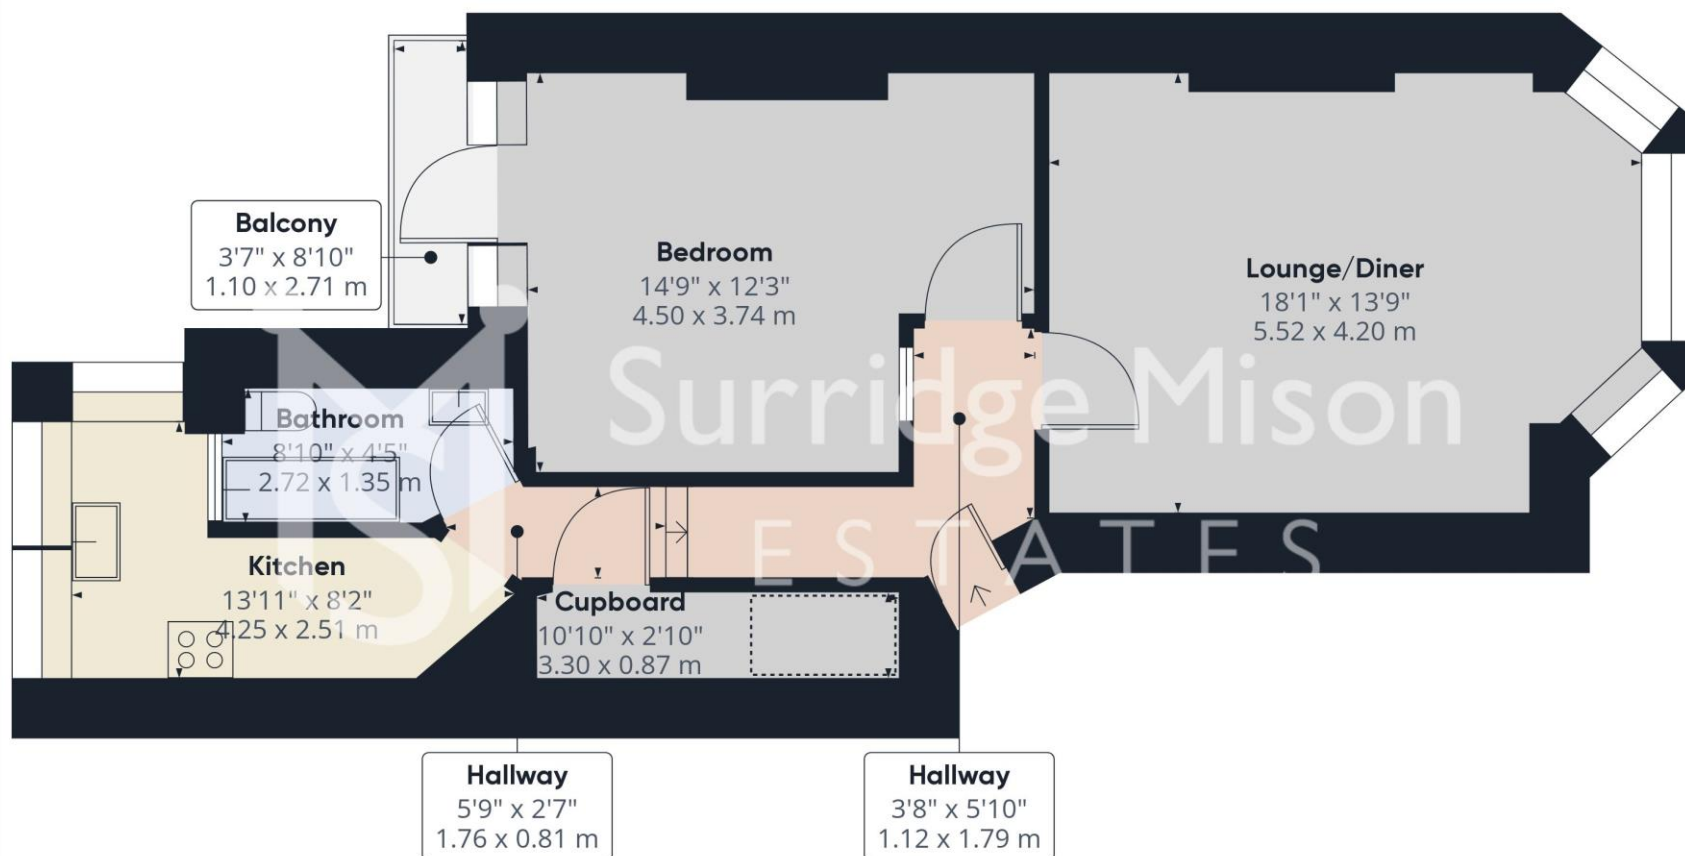 Balcony
3'7" x 8'10"
1.10 x 2.71 m
Bedroom
14'9" x 12'3"
4.50 x 3.74 m
Lounge/Diner
18'1" x 13'9"
5.52 x 4.20 m
Surridge Mison
ESTATES
Bathroom
8'10" x 4'5"
2.72 x 1.35 m
Kitchen
13'11" x 8'2"
4.25 x 2.51 m
Cupboard
10'10" x 2'10"
3.30 x 0.87 m
Hallway
5'9" x 2'7"
1.76 x 0.81 m
Hallway
3'8" x 5'10"
1.12 x 1.79 m